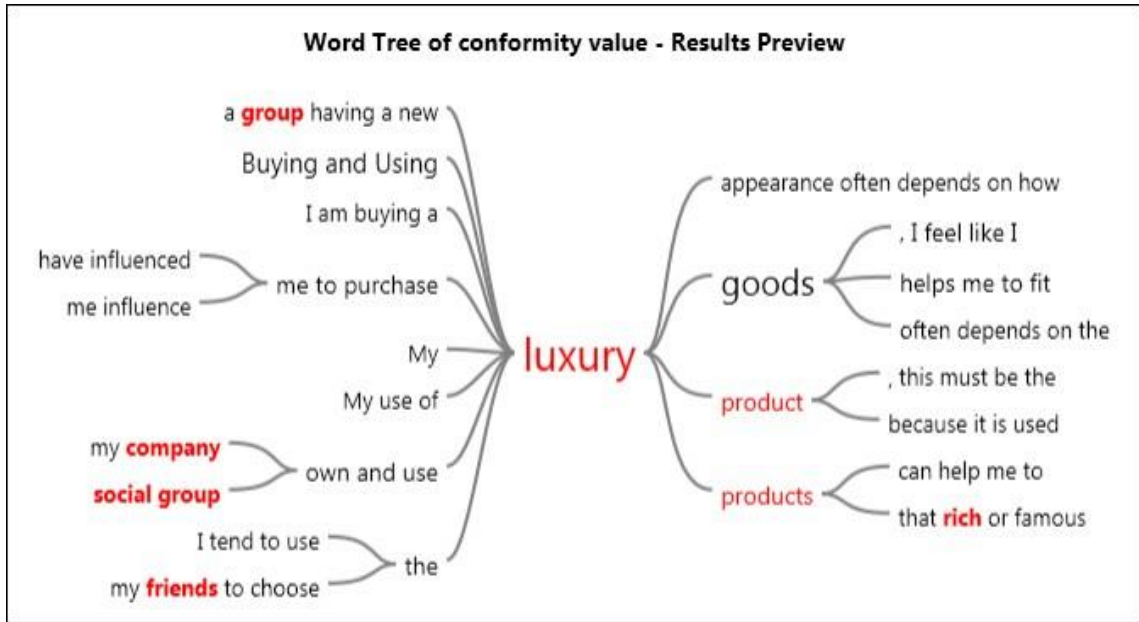 Word Tree of conformity value - Results Preview
a group having a new
Buying and Using
I am buying a
have influenced
me influence
me to purchase
My
My use of
my company
social group
own and use
I tend to use
my friends to choose
the
luxury
appearance often depends on how
goods
, I feel like I
helps me to fit
often depends on the
product
, this must be the
because it is used
products
can help me to
that rich or famous